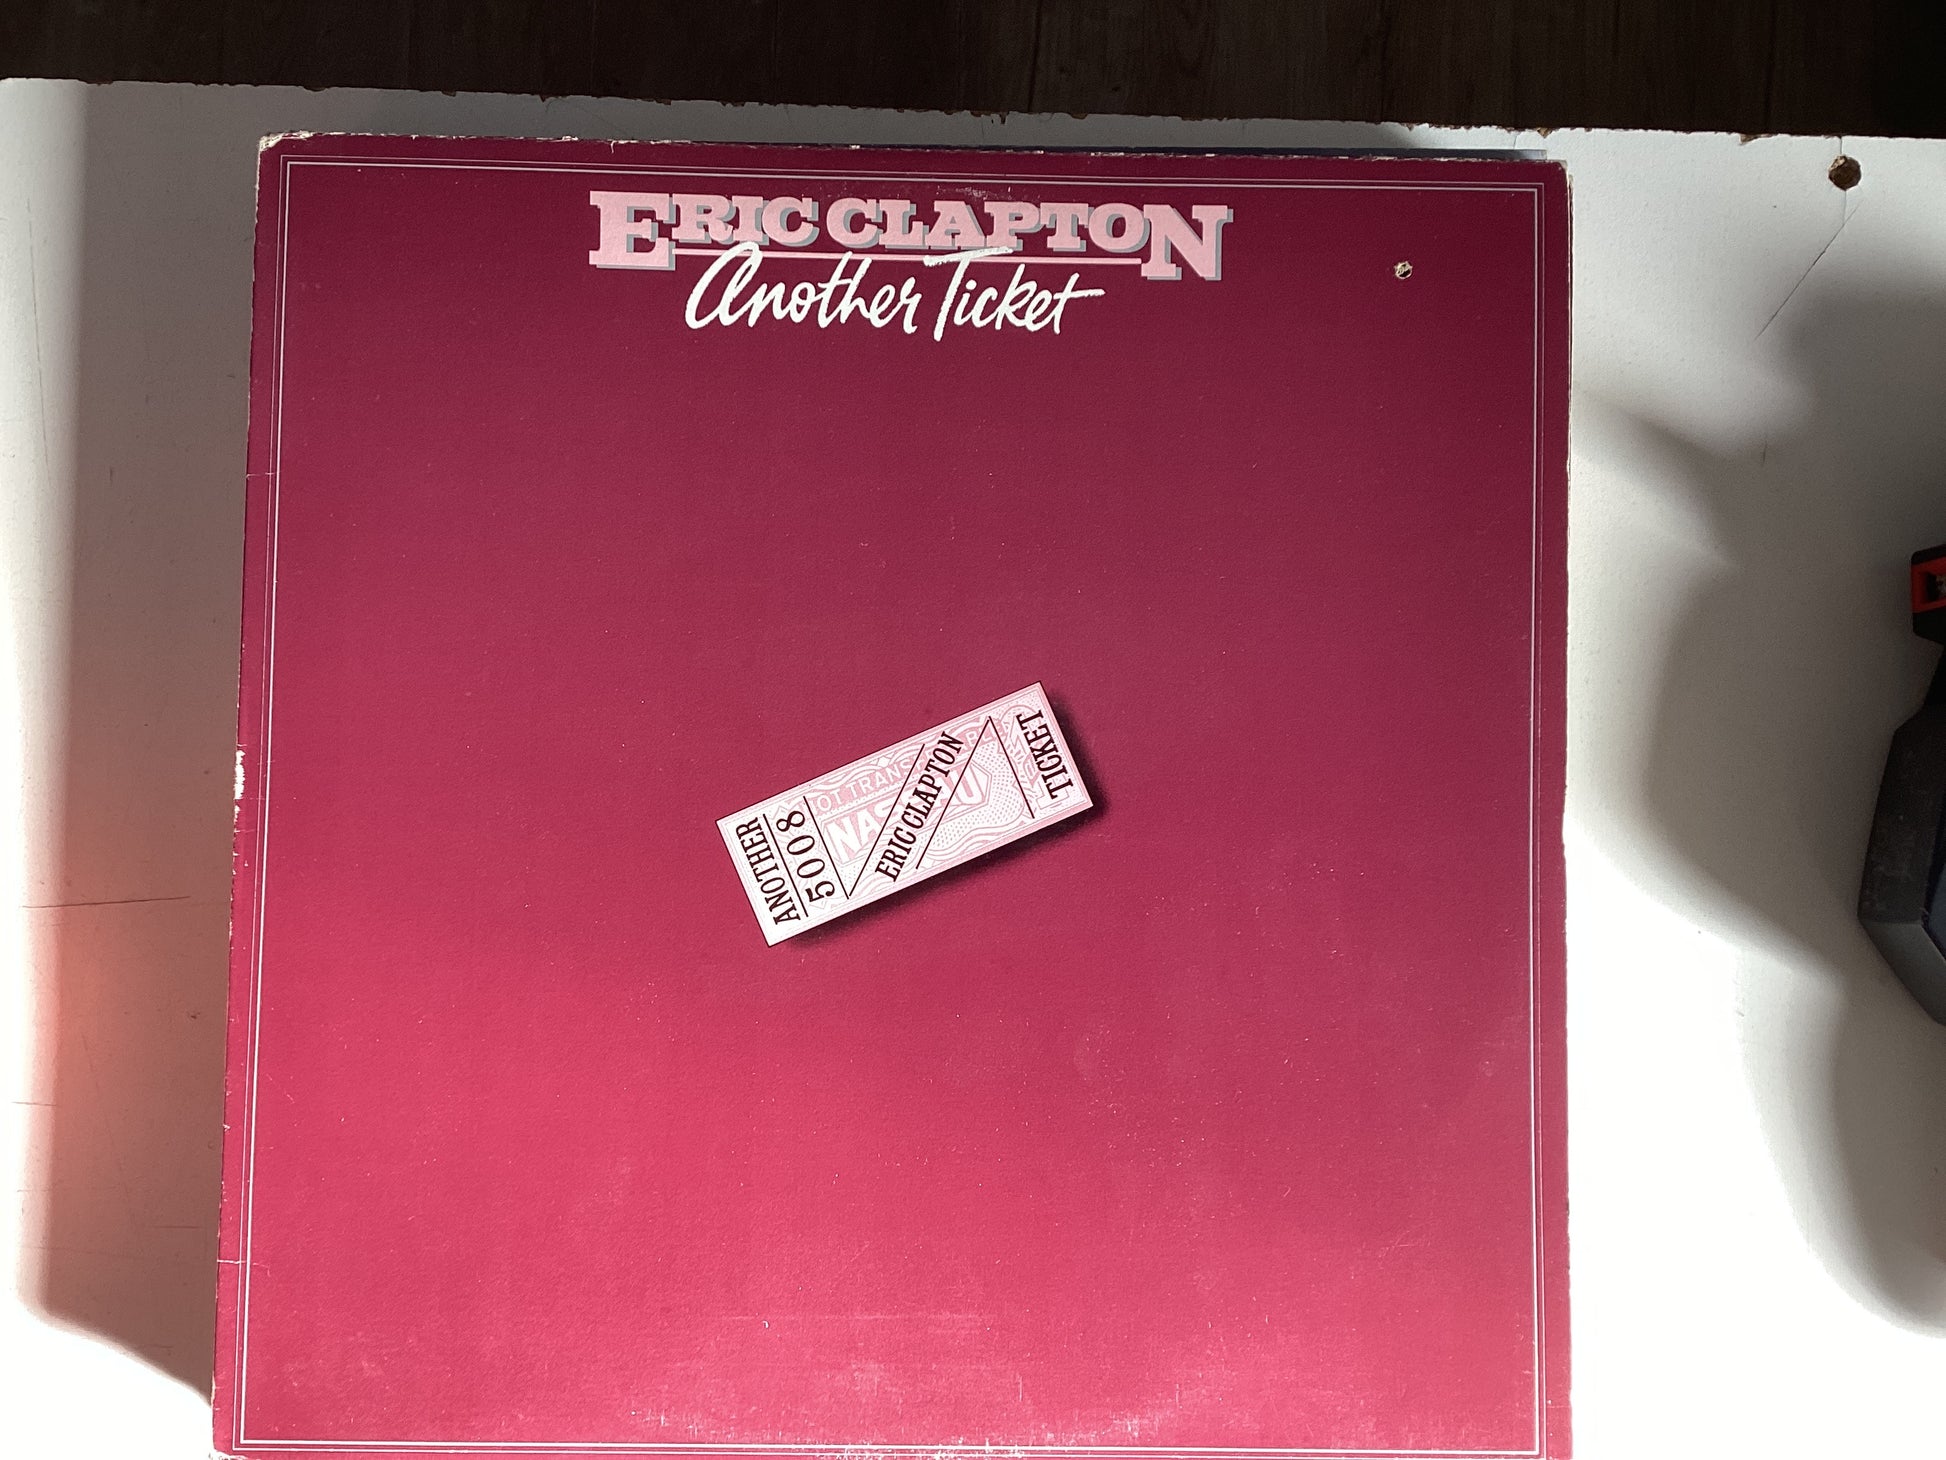 ERIC CLAPTON
Another Ticket
ANOTHER
5008
ERIC CLAPTON
TICKET